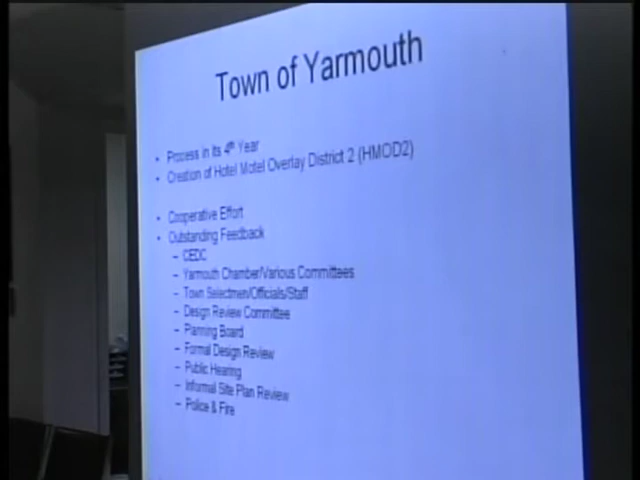 Town of Yarmouth
• Process in its 4th Year
• Creation of Hotel Motel Overlay District 2 (HMOD2)
• Cooperative Effort
• Outstanding Feedback
– CEDC
– Yarmouth Chamber/Various Committees
– Town Selectmen/Officials/Staff
– Design Review Committee
– Planning Board
– Formal Design Review
– Public Hearing
– Informal Site Plan Review
– Police & Fire